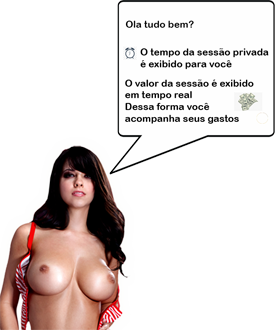 Ola tudo bem?
O tempo da sessão privada
é exibido para você
O valor da sessão é exibido
em tempo real
Dessa forma você
acompanha seus gastos